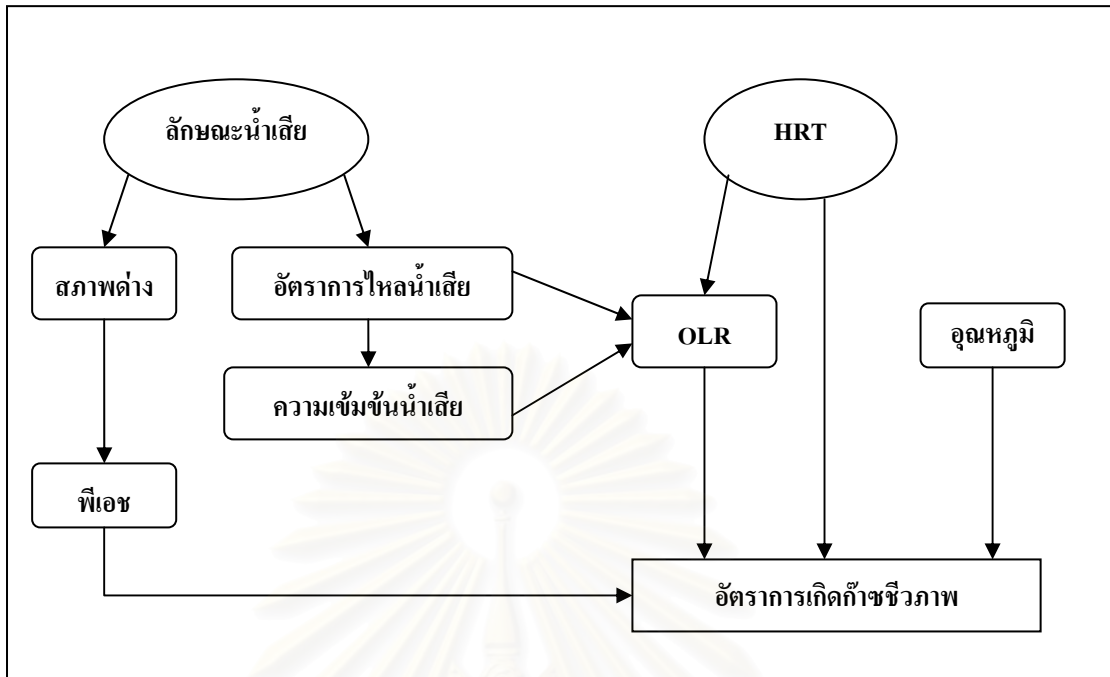 ลักษณะน้ำเสีย
HRT
สภาพด่าง
อัตราการไหลน้ำเสีย
OLR
อุณหภูมิ
ความเข้มข้นน้ำเสีย
พีเอช
อัตราการเกิดก๊าซชีวภาพ